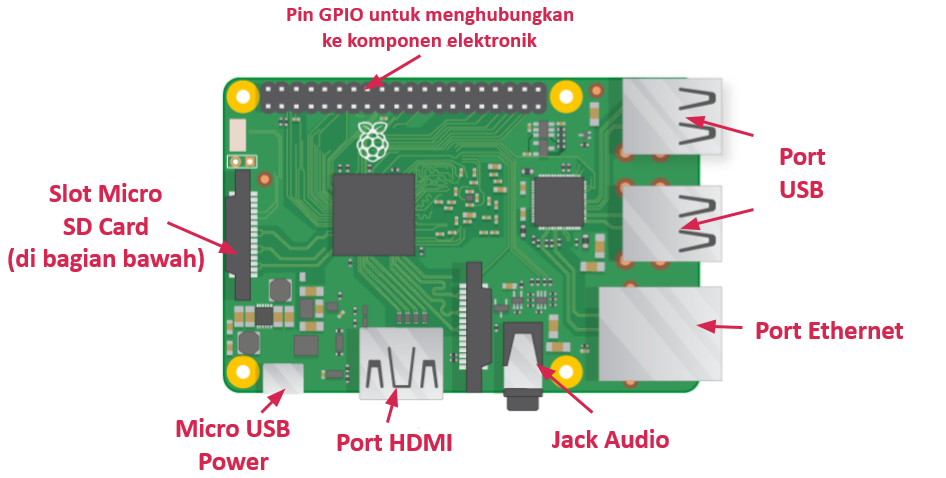 Pin GPIO untuk menghubungkan
ke komponen elektronik
Port
USB
Slot Micro
SD Card
(di bagian bawah)
Port Ethernet
Micro USB
Power
Port HDMI
Jack Audio